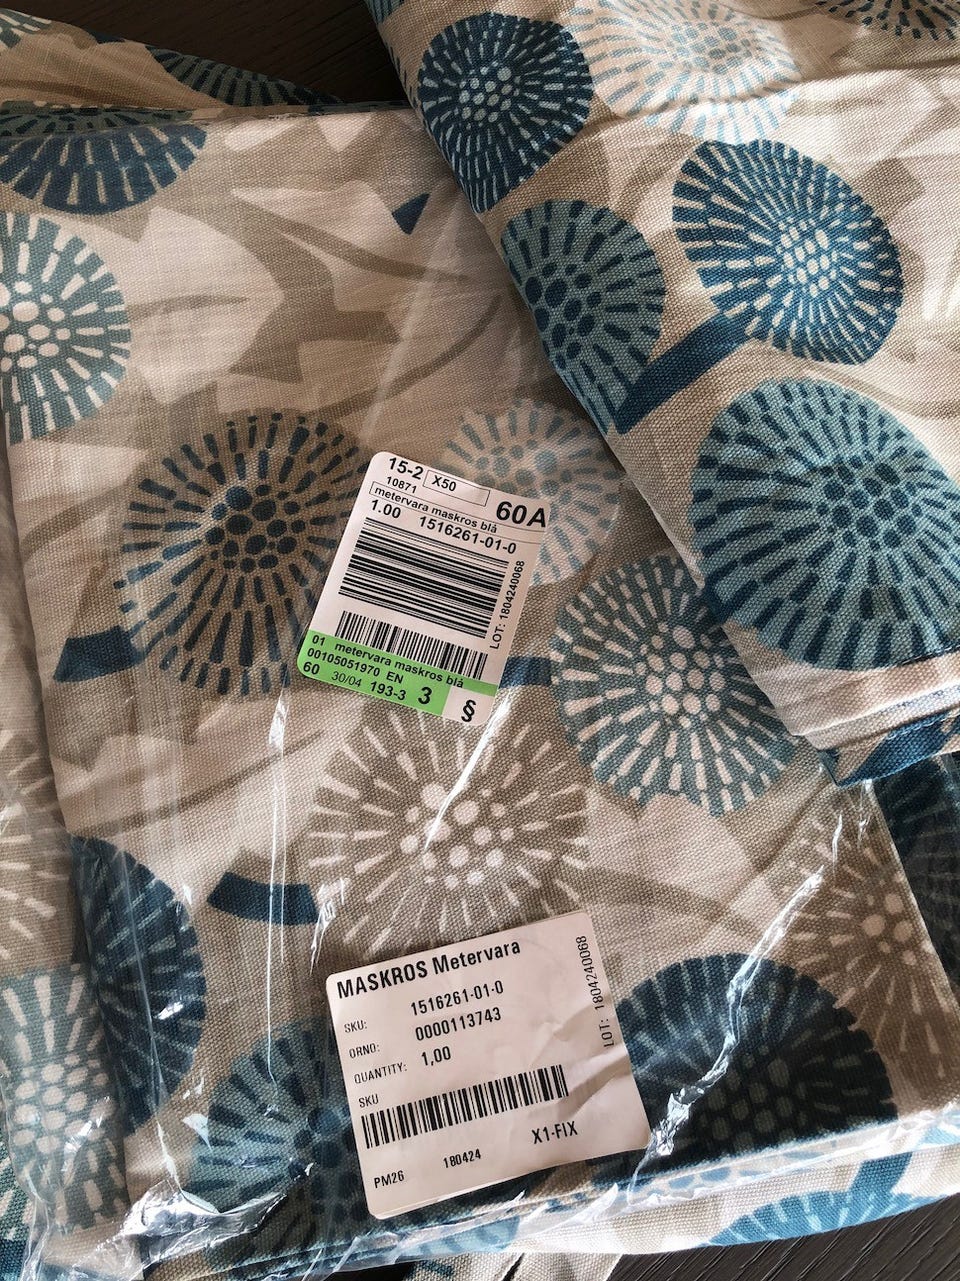 15-2 X50
10871 60A
metervara maskros blå
1.00 1516261-01-0
LOT: 1804240068
01 metervara maskros blå
00105051970 EN
60 30/04 193-3 3 §
MASKROS Metervara
SKU: 1516261-01-0
ORNO: 0000113743
QUANTITY: 1,00
SKU
LOT: 1804240068
X1-FIX
PM26 180424